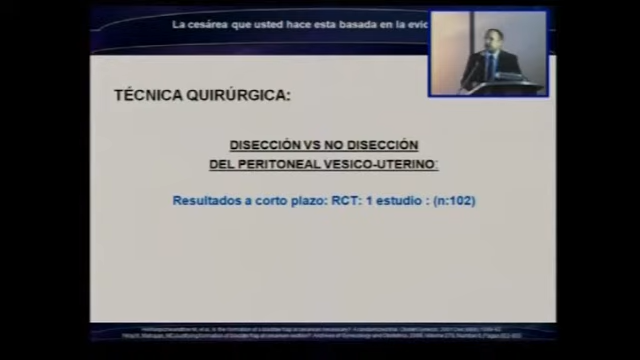 La cesárea que usted hace esta basada en la evic
TÉCNICA QUIRÚRGICA:
DISECCIÓN VS NO DISECCIÓN
DEL PERITONEAL VESICO-UTERINO:
Resultados a corto plazo: RCT: 1 estudio : (n:102)